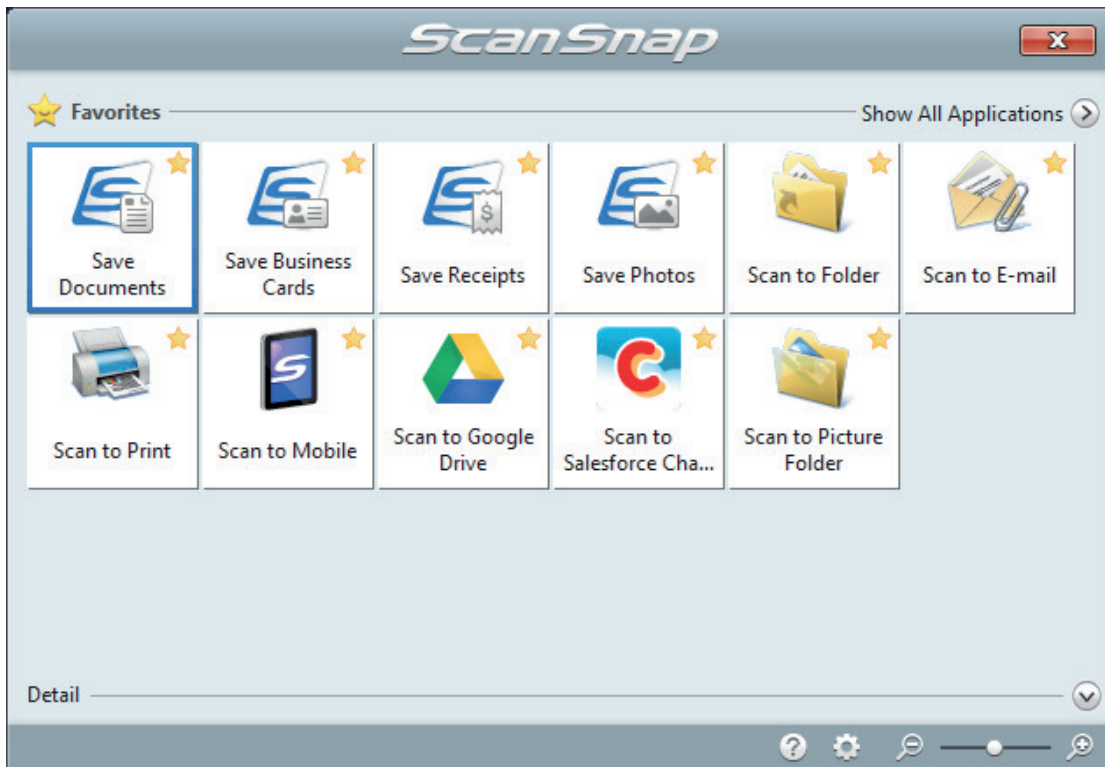 ScanSnap
Favorites
Show All Applications
Save
Documents
Save Business
Cards
Save Receipts
Save Photos
Scan to Folder
Scan to E-mail
Scan to Print
Scan to Mobile
Scan to Google
Drive
Scan to
Salesforce Cha...
Scan to Picture
Folder
Detail